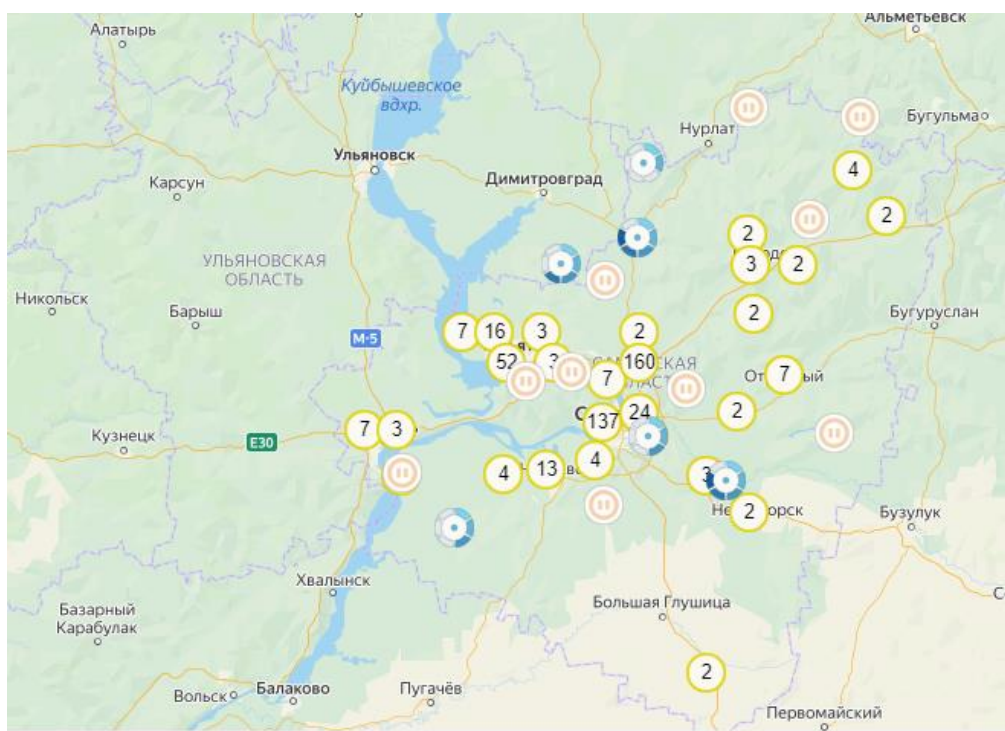 Альметьевск
Алатырь
Куйбышевское
вдхр.
Бугульма
Нурлат
Ульяновск
4
Карсун
Димитровград
2
2
УЛЬЯНОВСКАЯ
ОБЛАСТЬ
3
2
Никольск
Барыш
2
Бугуруслан
М-5
7
16
3
2
52
3
160
7
7
2
24
137
Кузнецк
E30
7
3
4
4
13
3
2
Бузулук
Хвалынск
Базарный
Карабулак
Большая Глушица
2
Вольск
Балаково
Пугачёв
Первомайский